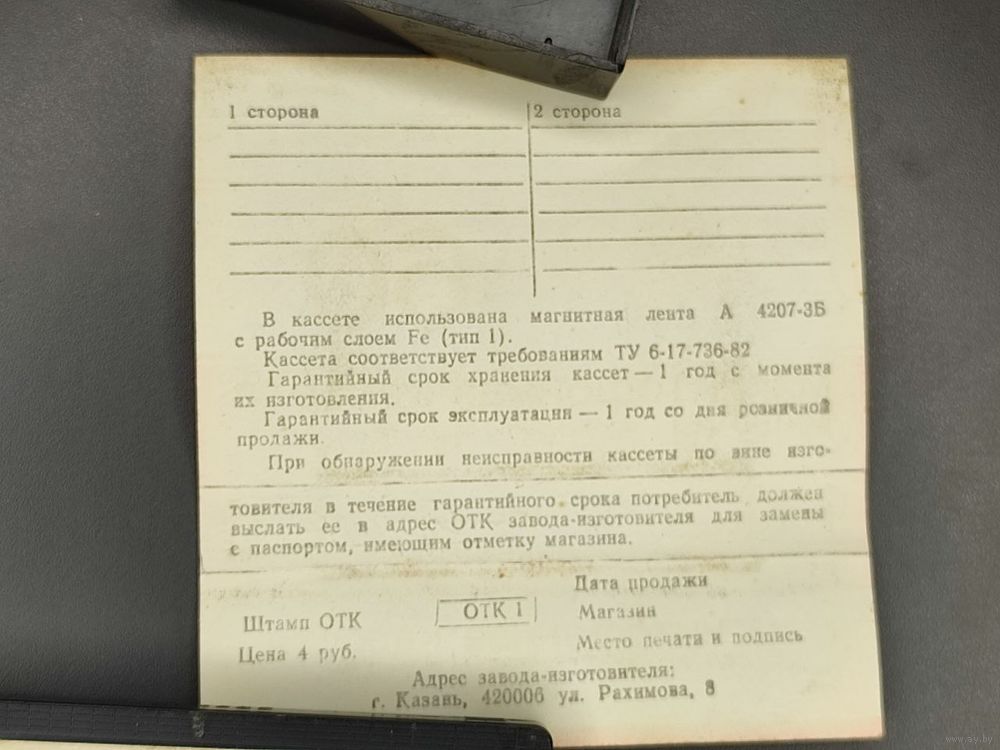 1 сторона
2 сторона
В кассете использована магнитная лента А 4207-3Б
с рабочим слоем Fe (тип 1).
Кассета соответствует требованиям ТУ 6-17-736-82
Гарантийный срок хранения кассет — 1 год с момента
их изготовления.
Гарантийный срок эксплуатации — 1 год со дня розничной
продажи.
При обнаружении неисправности кассеты по вине изго-
товителя в течение гарантийного срока потребитель должен
выслать ее в адрес ОТК завода-изготовителя для замены
с паспортом, имеющим отметку магазина.
Дата продажи
Штамп ОТК
ОТК 1
Магазин
Цена 4 руб.
Место печати и подпись
Адрес завода-изготовителя:
г. Казань, 420006 ул. Рахимова, 8
www.ay.by